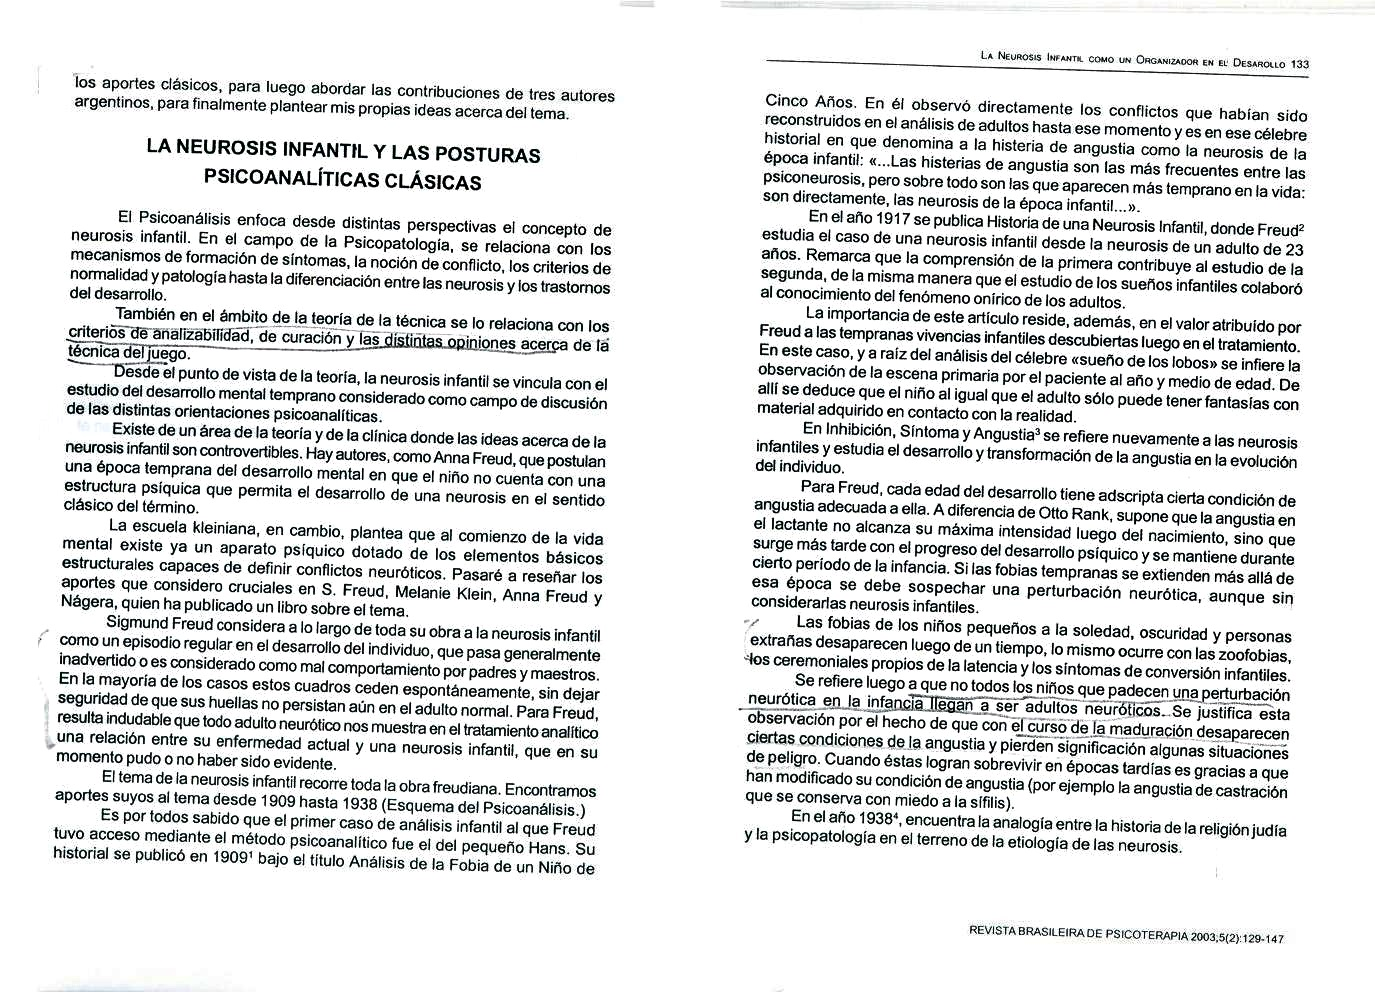 los aportes clásicos, para luego abordar las contribuciones de tres autores
argentinos, para finalmente plantear mis propias ideas acerca del tema.
LA NEUROSIS INFANTIL Y LAS POSTURAS
PSICOANALÍTICAS CLÁSICAS
El Psicoanálisis enfoca desde distintas perspectivas el concepto de
neurosis infantil. En el campo de la Psicopatología, se relaciona con los
mecanismos de formación de síntomas, la noción de conflicto, los criterios de
normalidad y patología hasta la diferenciación entre las neurosis y los trastornos
del desarrollo.
También en el ámbito de la teoría de la técnica se lo relaciona con los
criterios de analizabilidad, de curación y las distintas opiniones acerca de la
técnica del juego.
Desde el punto de vista de la teoría, la neurosis infantil se vincula con el
estudio del desarrollo mental temprano considerado como campo de discusión
de las distintas orientaciones psicoanalíticas.
Existe de un área de la teoría y de la clínica donde las ideas acerca de la
neurosis infantil son controvertibles. Hay autores, como Anna Freud, que postulan
una época temprana del desarrollo mental en que el niño no cuenta con una
estructura psíquica que permita el desarrollo de una neurosis en el sentido
clásico del término.
La escuela kleiniana, en cambio, plantea que al comienzo de la vida
mental existe ya un aparato psíquico dotado de los elementos básicos
estructurales capaces de definir conflictos neuróticos. Pasaré a reseñar los
aportes que considero cruciales en S. Freud, Melanie Klein, Anna Freud y
Nágera, quien ha publicado un libro sobre el tema.
Sigmund Freud considera a lo largo de toda su obra a la neurosis infantil
como un episodio regular en el desarrollo del individuo, que pasa generalmente
inadvertido o es considerado como mal comportamiento por padres y maestros.
En la mayoría de los casos estos cuadros ceden espontáneamente, sin dejar
seguridad de que sus huellas no persistan aún en el adulto normal. Para Freud,
resulta indudable que todo adulto neurótico nos muestra en el tratamiento analítico
una relación entre su enfermedad actual y una neurosis infantil, que en su
momento pudo o no haber sido evidente.
El tema de la neurosis infantil recorre toda la obra freudiana. Encontramos
aportes suyos al tema desde 1909 hasta 1938 (Esquema del Psicoanálisis.)
Es por todos sabido que el primer caso de análisis infantil al que Freud
tuvo acceso mediante el método psicoanalítico fue el del pequeño Hans. Su
historial se publicó en 1909¹ bajo el título Análisis de la Fobia de un Niño de
LA NEUROSIS INFANTIL COMO UN ORGANIZADOR EN EL DESAROLLO 133
Cinco Años. En él observó directamente los conflictos que habían sido
reconstruidos en el análisis de adultos hasta ese momento y es en ese célebre
historial en que denomina a la histeria de angustia como la neurosis de la
época infantil: «...Las histerias de angustia son las más frecuentes entre las
psiconeurosis, pero sobre todo son las que aparecen más temprano en la vida:
son directamente, las neurosis de la época infantil...».
En el año 1917 se publica Historia de una Neurosis Infantil, donde Freud²
estudia el caso de una neurosis infantil desde la neurosis de un adulto de 23
años. Remarca que la comprensión de la primera contribuye al estudio de la
segunda, de la misma manera que el estudio de los sueños infantiles colaboró
al conocimiento del fenómeno onírico de los adultos.
La importancia de este artículo reside, además, en el valor atribuído por
Freud a las tempranas vivencias infantiles descubiertas luego en el tratamiento.
En este caso, y a raíz del análisis del célebre «sueño de los lobos» se infiere la
observación de la escena primaria por el paciente al año y medio de edad. De
allí se deduce que el niño al igual que el adulto sólo puede tener fantasías con
material adquirido en contacto con la realidad.
En Inhibición, Síntoma y Angustia³ se refiere nuevamente a las neurosis
infantiles y estudia el desarrollo y transformación de la angustia en la evolución
del individuo.
Para Freud, cada edad del desarrollo tiene adscripta cierta condición de
angustia adecuada a ella. A diferencia de Otto Rank, supone que la angustia en
el lactante no alcanza su máxima intensidad luego del nacimiento, sino que
surge más tarde con el progreso del desarrollo psíquico y se mantiene durante
cierto período de la infancia. Si las fobias tempranas se extienden más allá de
esa época se debe sospechar una perturbación neurótica, aunque sin
considerarlas neurosis infantiles.
Las fobias de los niños pequeños a la soledad, oscuridad y personas
extrañas desaparecen luego de un tiempo, lo mismo ocurre con las zoofobias,
los ceremoniales propios de la latencia y los síntomas de conversión infantiles.
Se refiere luego a que no todos los niños que padecen una perturbación
neurótica en la infancia llegan a ser adultos neuróticos. Se justifica esta
observación por el hecho de que con el curso de la maduración desaparecen
ciertas condiciones de la angustia y pierden significación algunas situaciones
de peligro. Cuando éstas logran sobrevivir en épocas tardías es gracias a que
han modificado su condición de angustia (por ejemplo la angustia de castración
que se conserva con miedo a la sífilis).
En el año 1938⁴, encuentra la analogía entre la historia de la religión judía
y la psicopatología en el terreno de la etiología de las neurosis.
REVISTA BRASILEIRA DE PSICOTERAPIA 2003;5(2):129-147